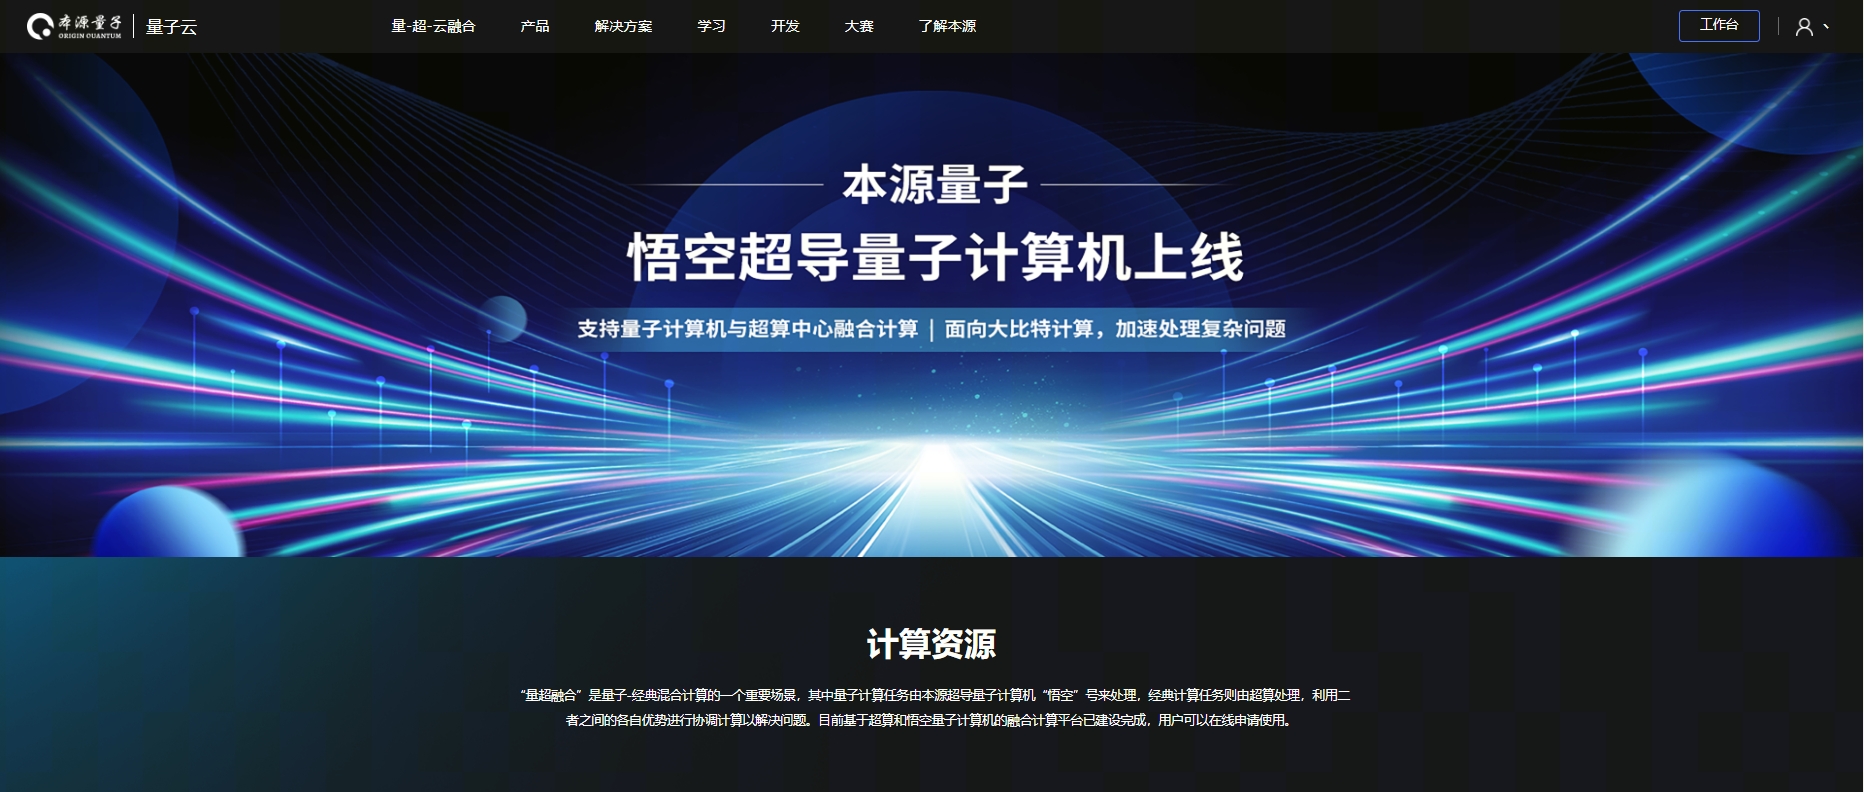 本源量子
ORIGIN QUANTUM
量子云
量-超-云融合
产品
解决方案
学习
开发
大赛
了解本源
工作台
本源量子
悟空超导量子计算机上线
支持量子计算机与超算中心融合计算 | 面向大比特计算，加速处理复杂问题
计算资源
“量超融合”是量子-经典混合计算的一个重要场景，其中量子计算任务由本源超导量子计算机“悟空”号来处理，经典计算任务则由超算处理，利用二
者之间的各自优势进行协调计算以解决问题。目前基于超算和悟空量子计算机的融合计算平台已建设完成，用户可以在线申请使用。